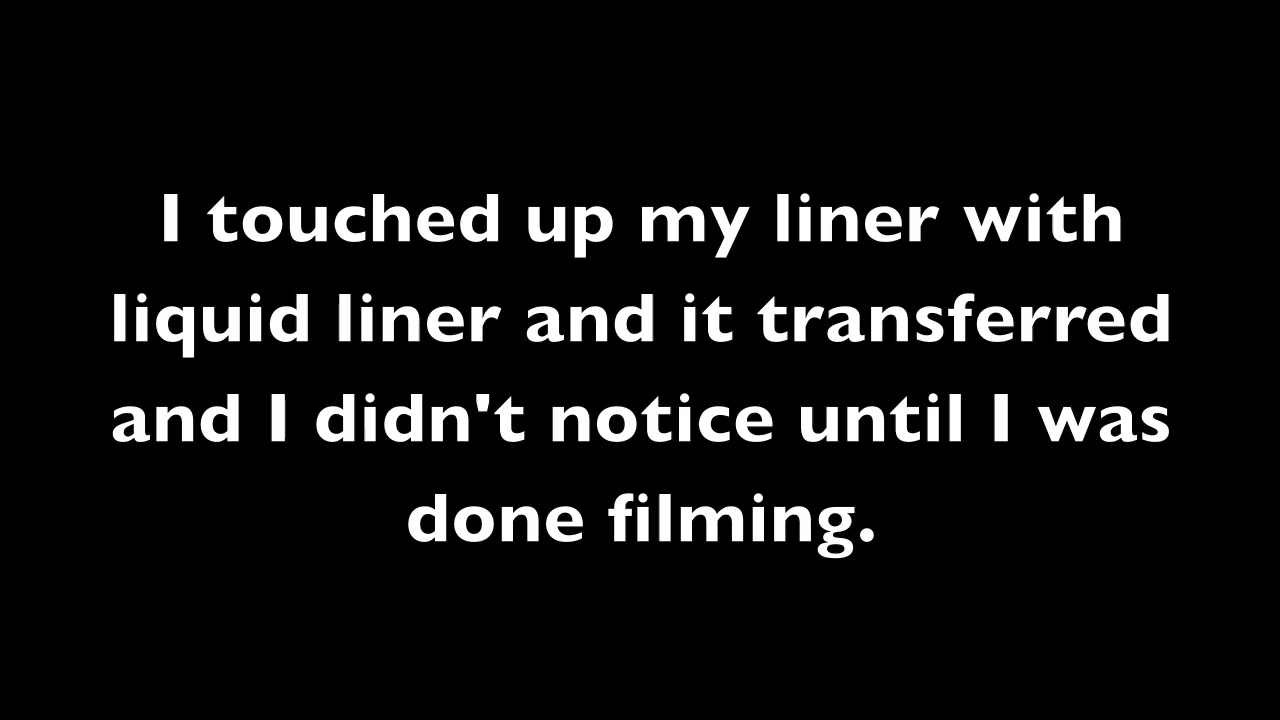 I touched up my liner with
liquid liner and it transferred
and I didn't notice until I was
done filming.